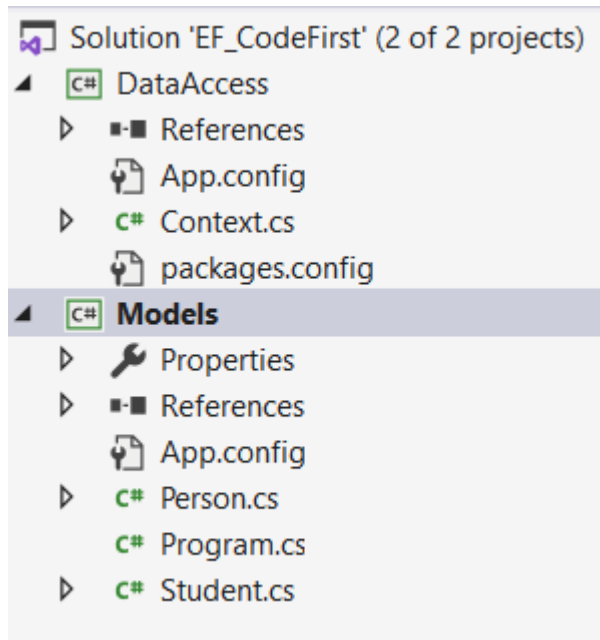 Solution 'EF_CodeFirst' (2 of 2 projects)
C# DataAccess
References
App.config
C# Context.cs
packages.config
C# Models
Properties
References
App.config
C# Person.cs
C# Program.cs
C# Student.cs